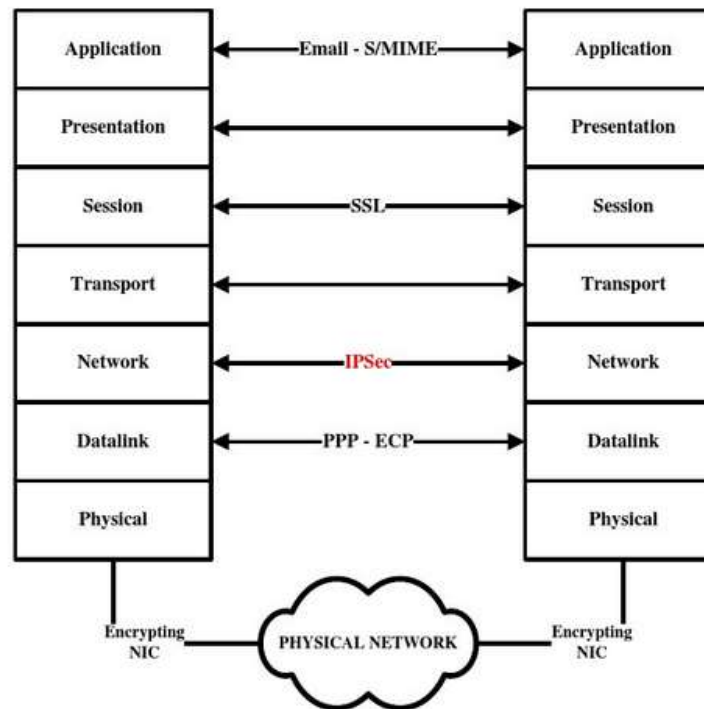 Application
Email - S/MIME
Application
Presentation
Presentation
Session
SSL
Session
Transport
Transport
Network
IPSec
Network
Datalink
PPP - ECP
Datalink
Physical
Physical
Encrypting
NIC
PHYSICAL NETWORK
Encrypting
NIC